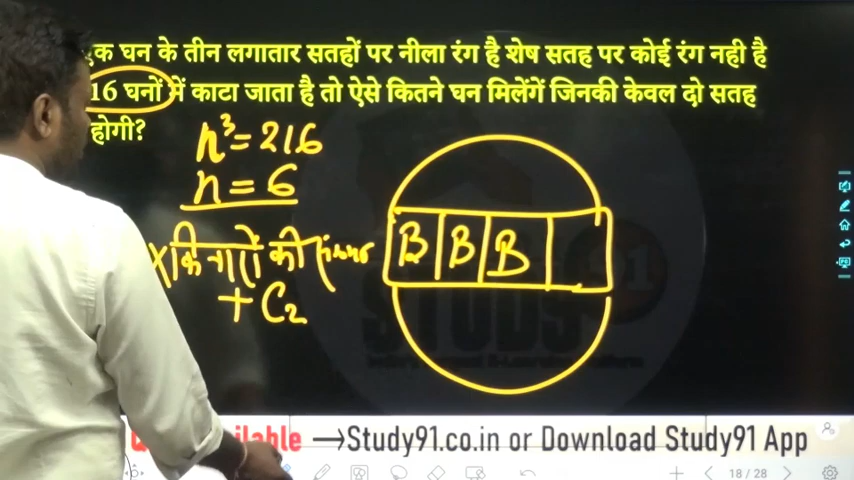 एक घन के तीन लगातार सतहों पर नीला रंग है शेष सतह पर कोई रंग नही है
16 घनों में काटा जाता है तो ऐसे कितने घन मिलेंगें जिनकी केवल दो सतह
होगी?
n³ = 216
n = 6
B B B
+ C₂
→Study91.co.in or Download Study91 App
18 / 28